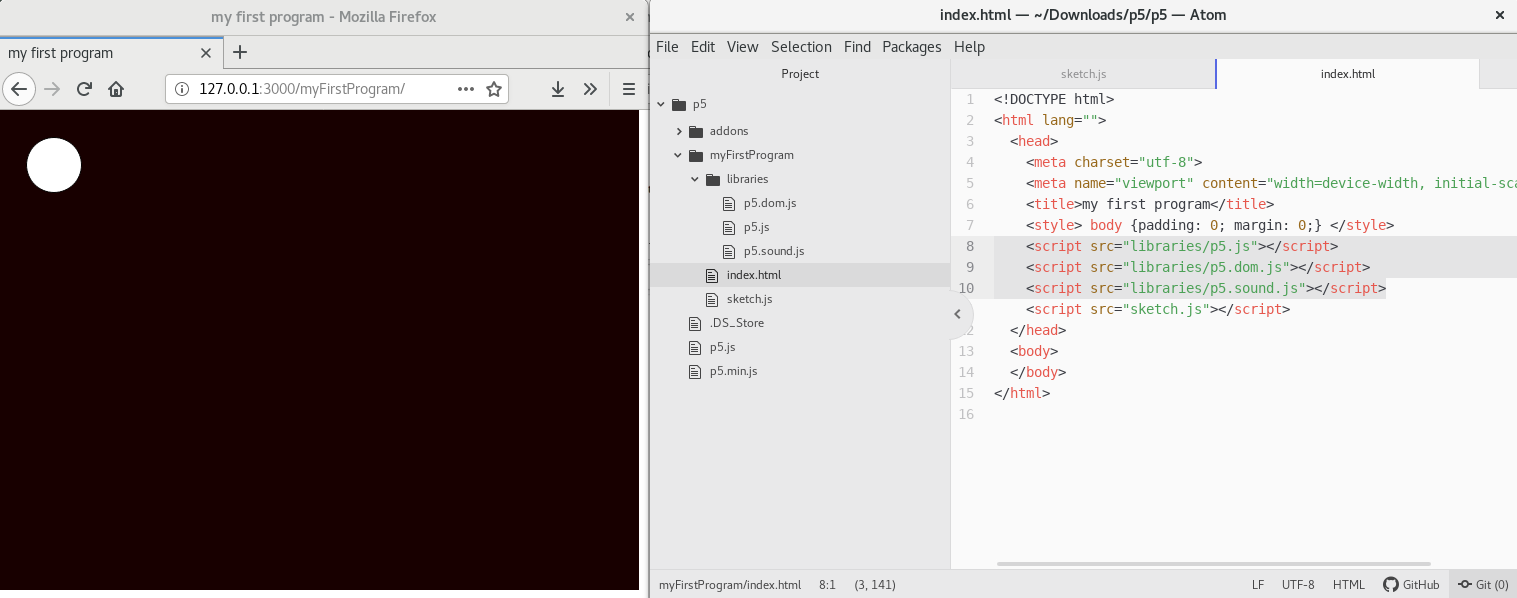 my first program - Mozilla Firefox
my first program
127.0.0.1:3000/myFirstProgram/
index.html — ~/Downloads/p5/p5 — Atom
File Edit View Selection Find Packages Help
Project
p5
addons
myFirstProgram
libraries
p5.dom.js
p5.js
p5.sound.js
index.html
sketch.js
.DS_Store
p5.js
p5.min.js
sketch.js
index.html
1 <!DOCTYPE html>
2 <html lang="">
3 <head>
4 <meta charset="utf-8">
5 <meta name="viewport" content="width=device-width, initial-sca
6 <title>my first program</title>
7 <style> body {padding: 0; margin: 0;} </style>
8 <script src="libraries/p5.js"></script>
9 <script src="libraries/p5.dom.js"></script>
10 <script src="libraries/p5.sound.js"></script>
<script src="sketch.js"></script>
12 </head>
13 <body>
14 </body>
15 </html>
16
myFirstProgram/index.html 8:1 (3, 141)
LF UTF-8 HTML GitHub Git (0)